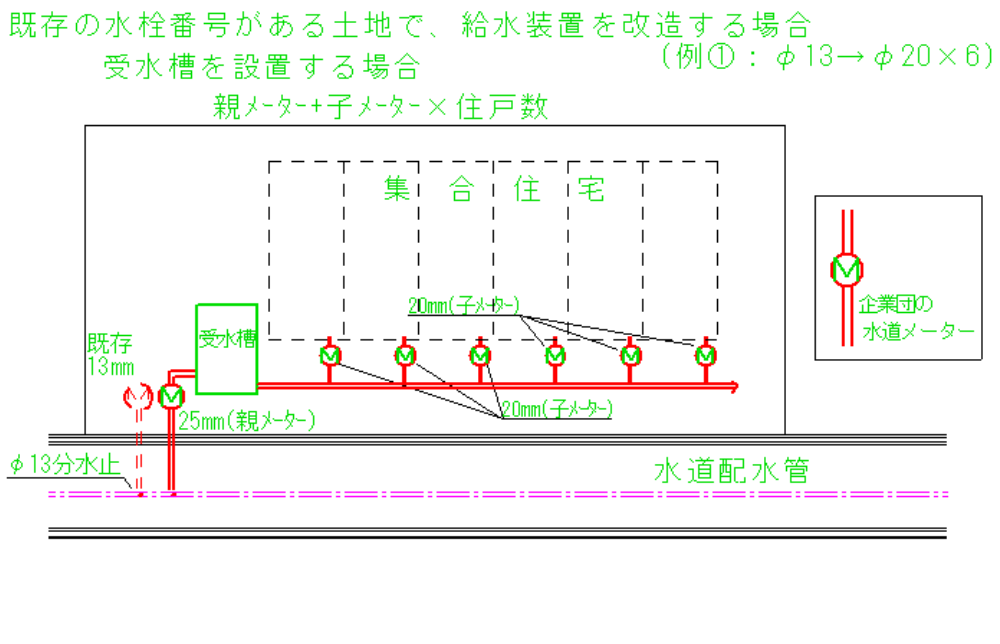 既存の水栓番号がある土地で、給水装置を改造する場合
受水槽を設置する場合
(例①：φ13→φ20×6)
親メーター+子メーター×住戸数
集合住宅
20mm(子メーター)
企業団の
水道メーター
受水槽
既存
13mm
20mm(子メーター)
25mm(親メーター)
φ13分水止
水道配水管